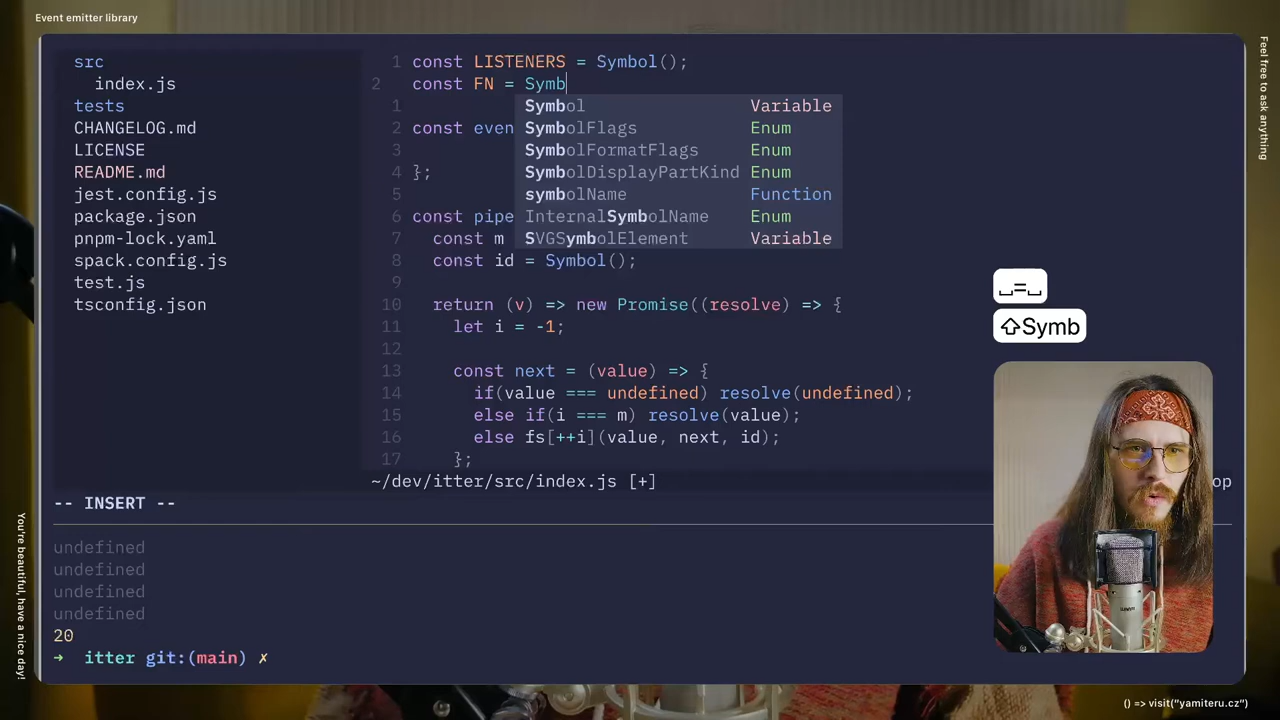 Event emitter library
Feel free to ask anything
src
index.js
tests
CHANGELOG.md
LICENSE
README.md
jest.config.js
package.json
pnpm-lock.yaml
spack.config.js
test.js
tsconfig.json
1 const LISTENERS = Symbol();
2 const FN = Symb
1
2 const even
3
4 };
5
6 const pipe
7 const m
8 const id = Symbol();
9
10 return (v) => new Promise((resolve) => {
11 let i = -1;
12
13 const next = (value) => {
14 if(value === undefined) resolve(undefined);
15 else if(i === m) resolve(value);
16 else fs[++i](value, next, id);
17 };
Symbol Variable
SymbolFlags Enum
SymbolFormatFlags Enum
SymbolDisplayPartKind Enum
symbolName Function
InternalSymbolName Enum
SVGSymbolElement Variable
~/dev/itter/src/index.js [+] op
-- INSERT --
undefined
undefined
undefined
undefined
20
➜ itter git:(main) ✗
␣=␣
⇧Symb
You're beautiful, have a nice day!
() => visit("yamiteru.cz")